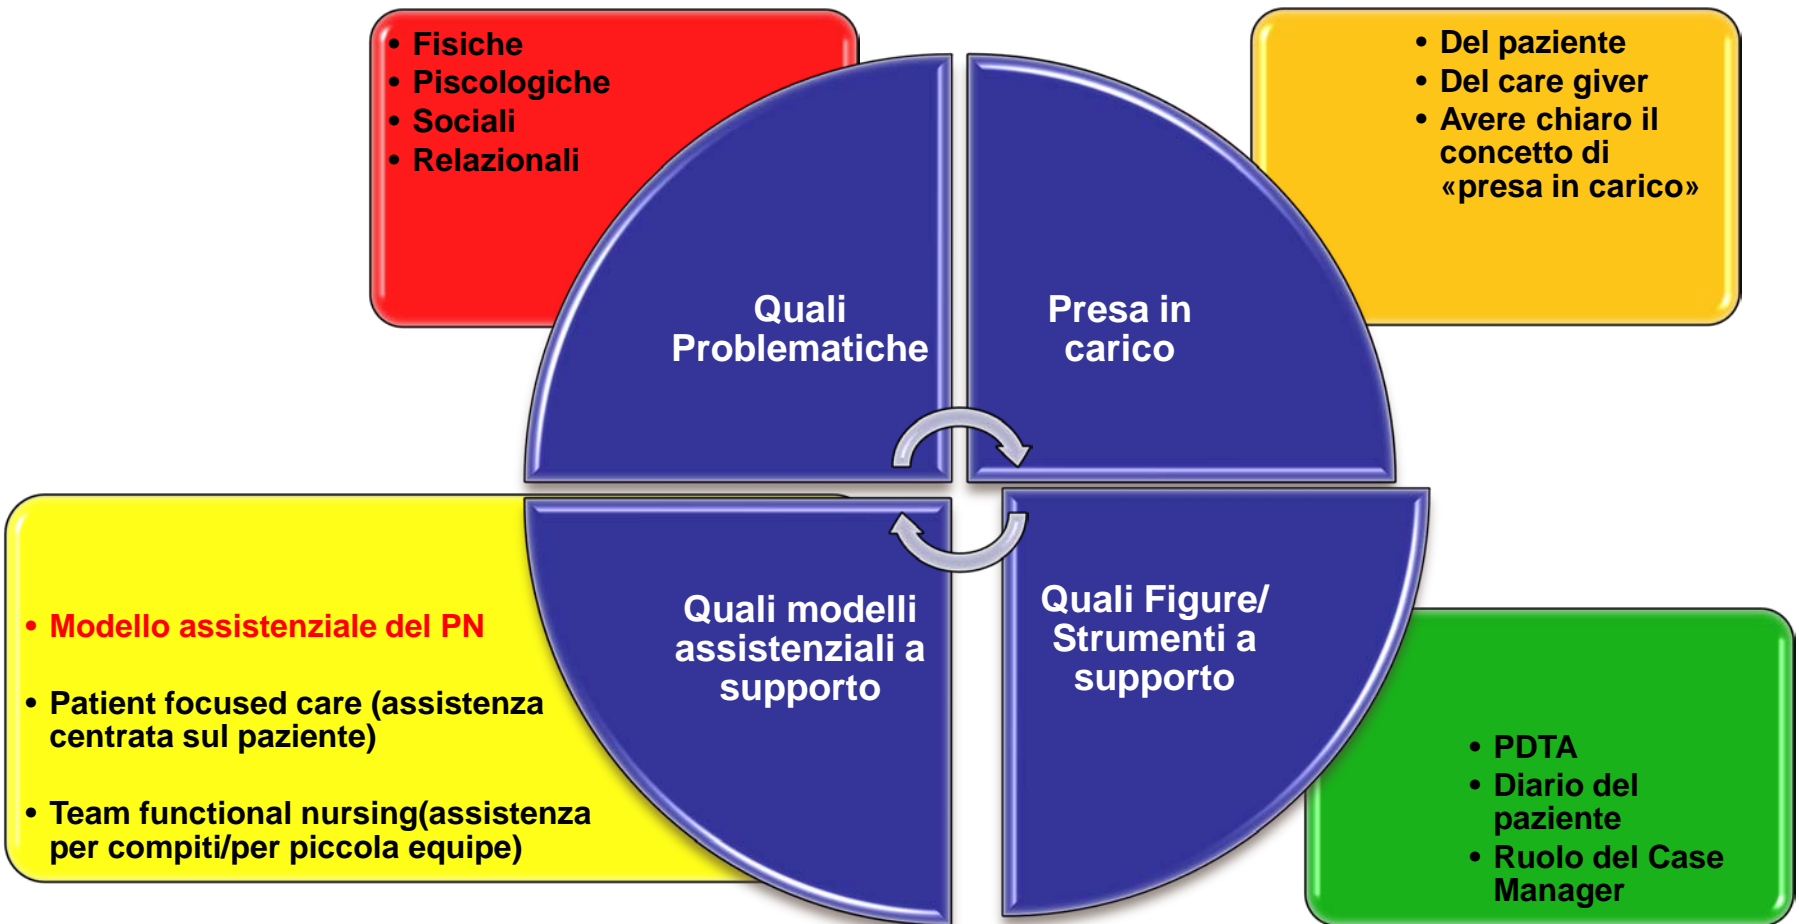 • Fisiche
• Piscologiche
• Sociali
• Relazionali
• Del paziente
• Del care giver
• Avere chiaro il
concetto di
«presa in carico»
Quali
Problematiche
Presa in
carico
Quali modelli
assistenziali a
supporto
Quali Figure/
Strumenti a
supporto
• Modello assistenziale del PN
• Patient focused care (assistenza
centrata sul paziente)
• Team functional nursing(assistenza
per compiti/per piccola equipe)
• PDTA
• Diario del
paziente
• Ruolo del Case
Manager